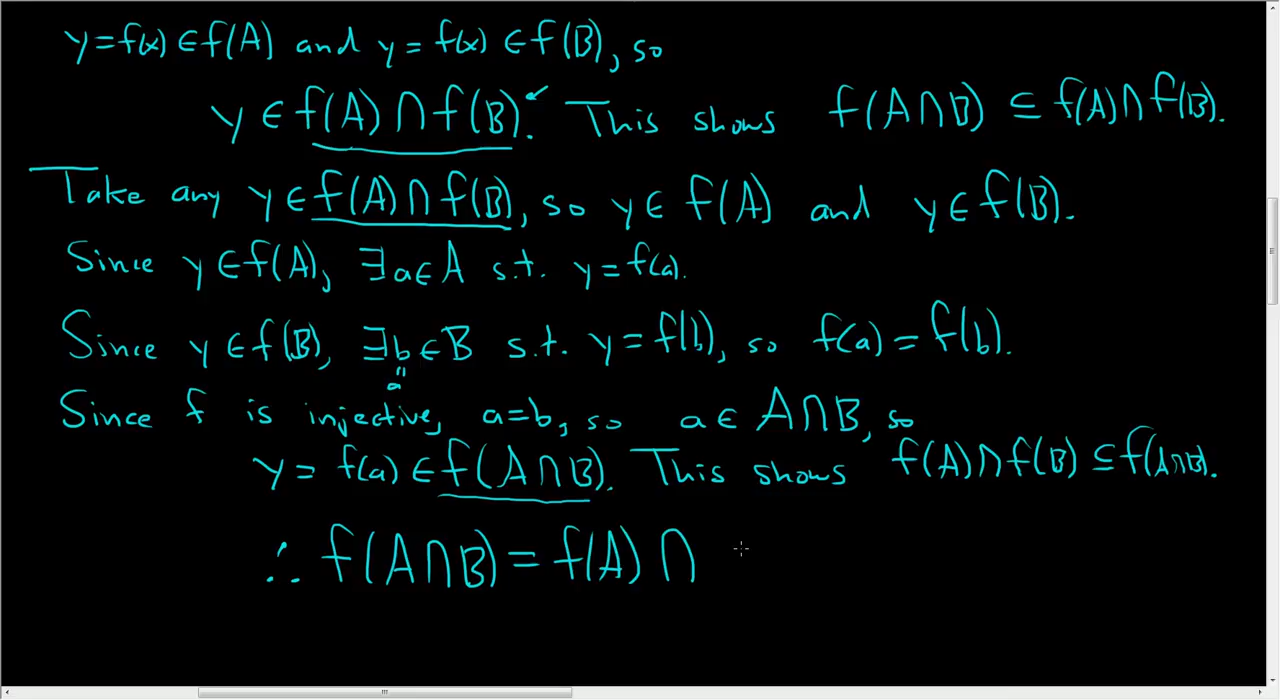 y=f(x) ∈ f(A) and y = f(x) ∈ f(B), so
y ∈ f(A) ∩ f(B). This shows f(A∩B) ⊆ f(A)∩f(B).
Take any y ∈ f(A) ∩ f(B), so y ∈ f(A) and y ∈ f(B).
Since y ∈ f(A), ∃a ∈ A s.t. y = f(a).
Since y ∈ f(B), ∃b ∈ B s.t. y = f(b), so f(a) = f(b).
"
a
Since f is injective, a=b, so a ∈ A∩B, so
y = f(a) ∈ f(A∩B). This shows f(A)∩f(B) ⊆ f(A∩B).
∴ f(A∩B) = f(A) ∩